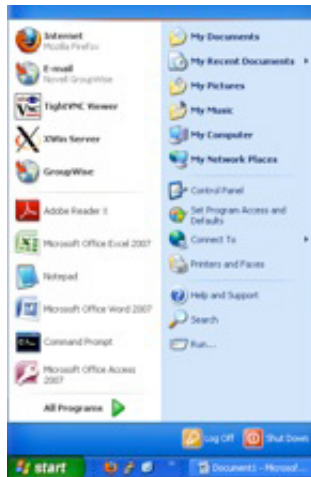 Internet
Mozilla Firefox
E-mail
Novell GroupWise
TightVNC Viewer
XWin Server
GroupWise
Adobe Reader 8
Microsoft Office Excel 2007
Notepad
Microsoft Office Word 2007
Command Prompt
Microsoft Office Access
2007
All Programs
My Documents
My Recent Documents
My Pictures
My Music
My Computer
My Network Places
Control Panel
Set Program Access and
Defaults
Connect To
Printers and Faxes
Help and Support
Search
Run...
Log Off
Shut Down
start
Document1 - Microsof...